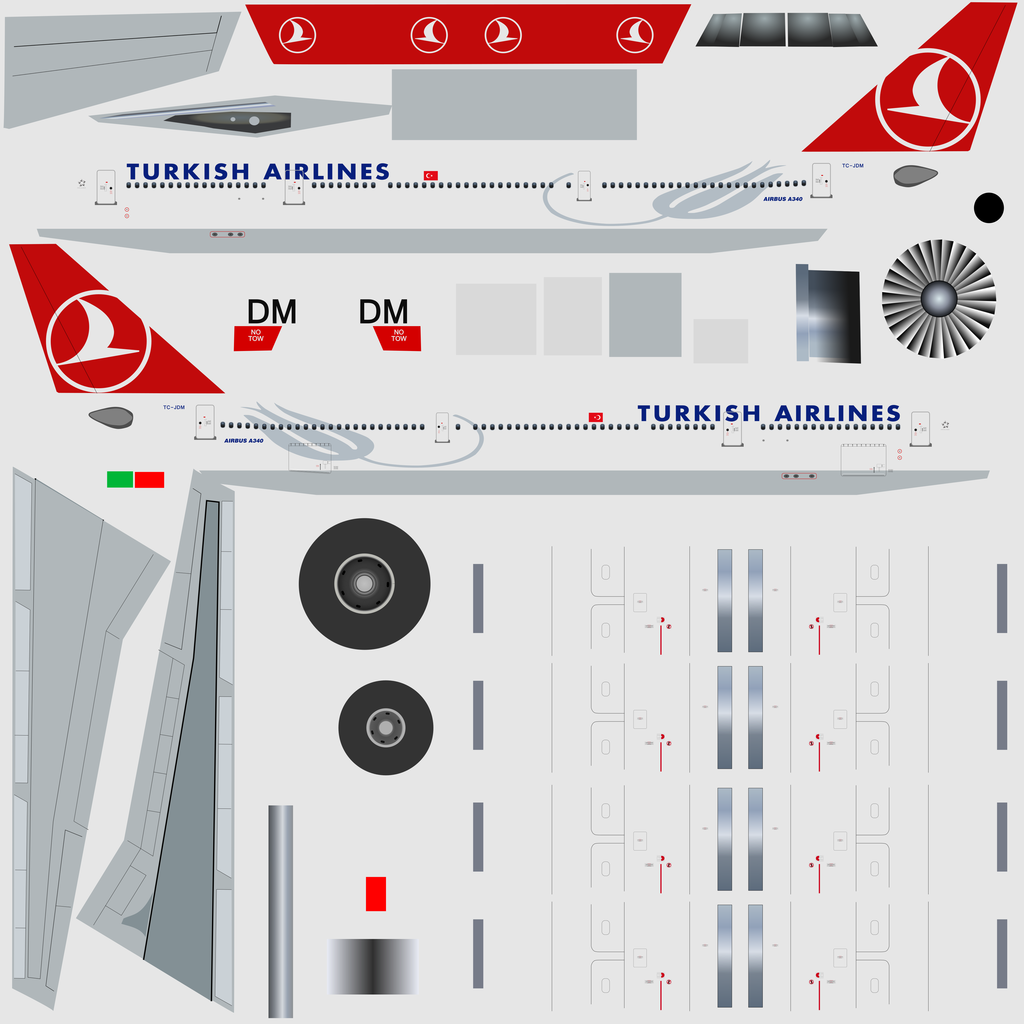 TURKISH AIRLINES
TC-JDM
AIRBUS A340
DM
DM
NO
TOW
NO
TOW
TC-JDM
TURKISH AIRLINES
AIRBUS A340